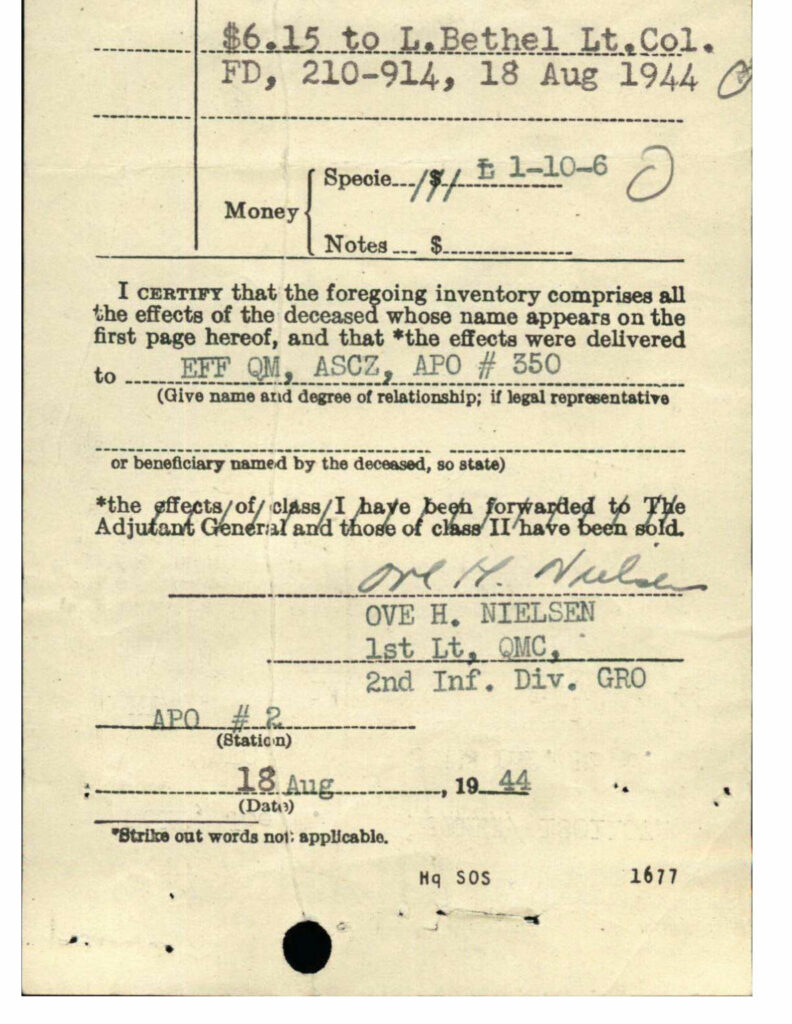 $6.15 to L.Bethel Lt.Col.
FD, 210-914, 18 Aug 1944
Specie $ £ 1-10-6
Money
Notes $
I CERTIFY that the foregoing inventory comprises all
the effects of the deceased whose name appears on the
first page hereof, and that *the effects were delivered
to EFF QM, ASCZ, APO # 350
(Give name and degree of relationship; if legal representative
or beneficiary named by the deceased, so state)
*the effects of class I have been forwarded to The
Adjutant General and those of class II have been sold.
Ove H. Nielsen
OVE H. NIELSEN
1st Lt, QMC,
2nd Inf. Div. GRO
APO # 2
(Station)
18 Aug, 1944
(Date)
*Strike out words not applicable.
Hq SOS 1677